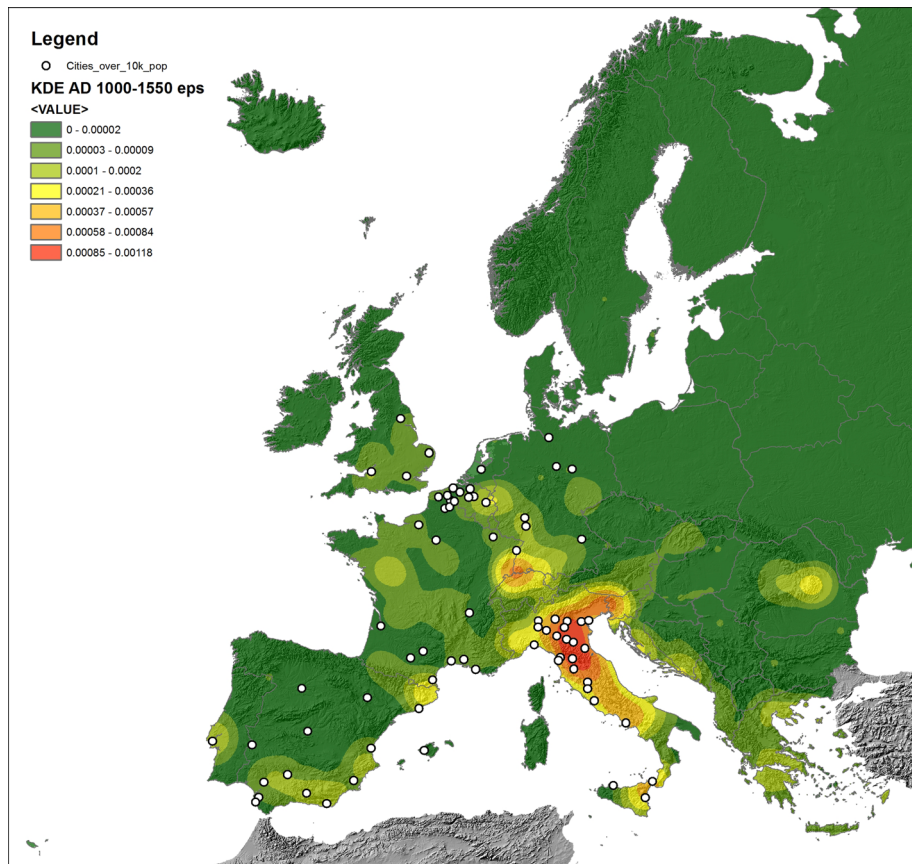 Legend
Cities_over_10k_pop
KDE AD 1000-1550 eps
<VALUE>
0 - 0.00002
0.00003 - 0.00009
0.0001 - 0.0002
0.00021 - 0.00036
0.00037 - 0.00057
0.00058 - 0.00084
0.00085 - 0.00118